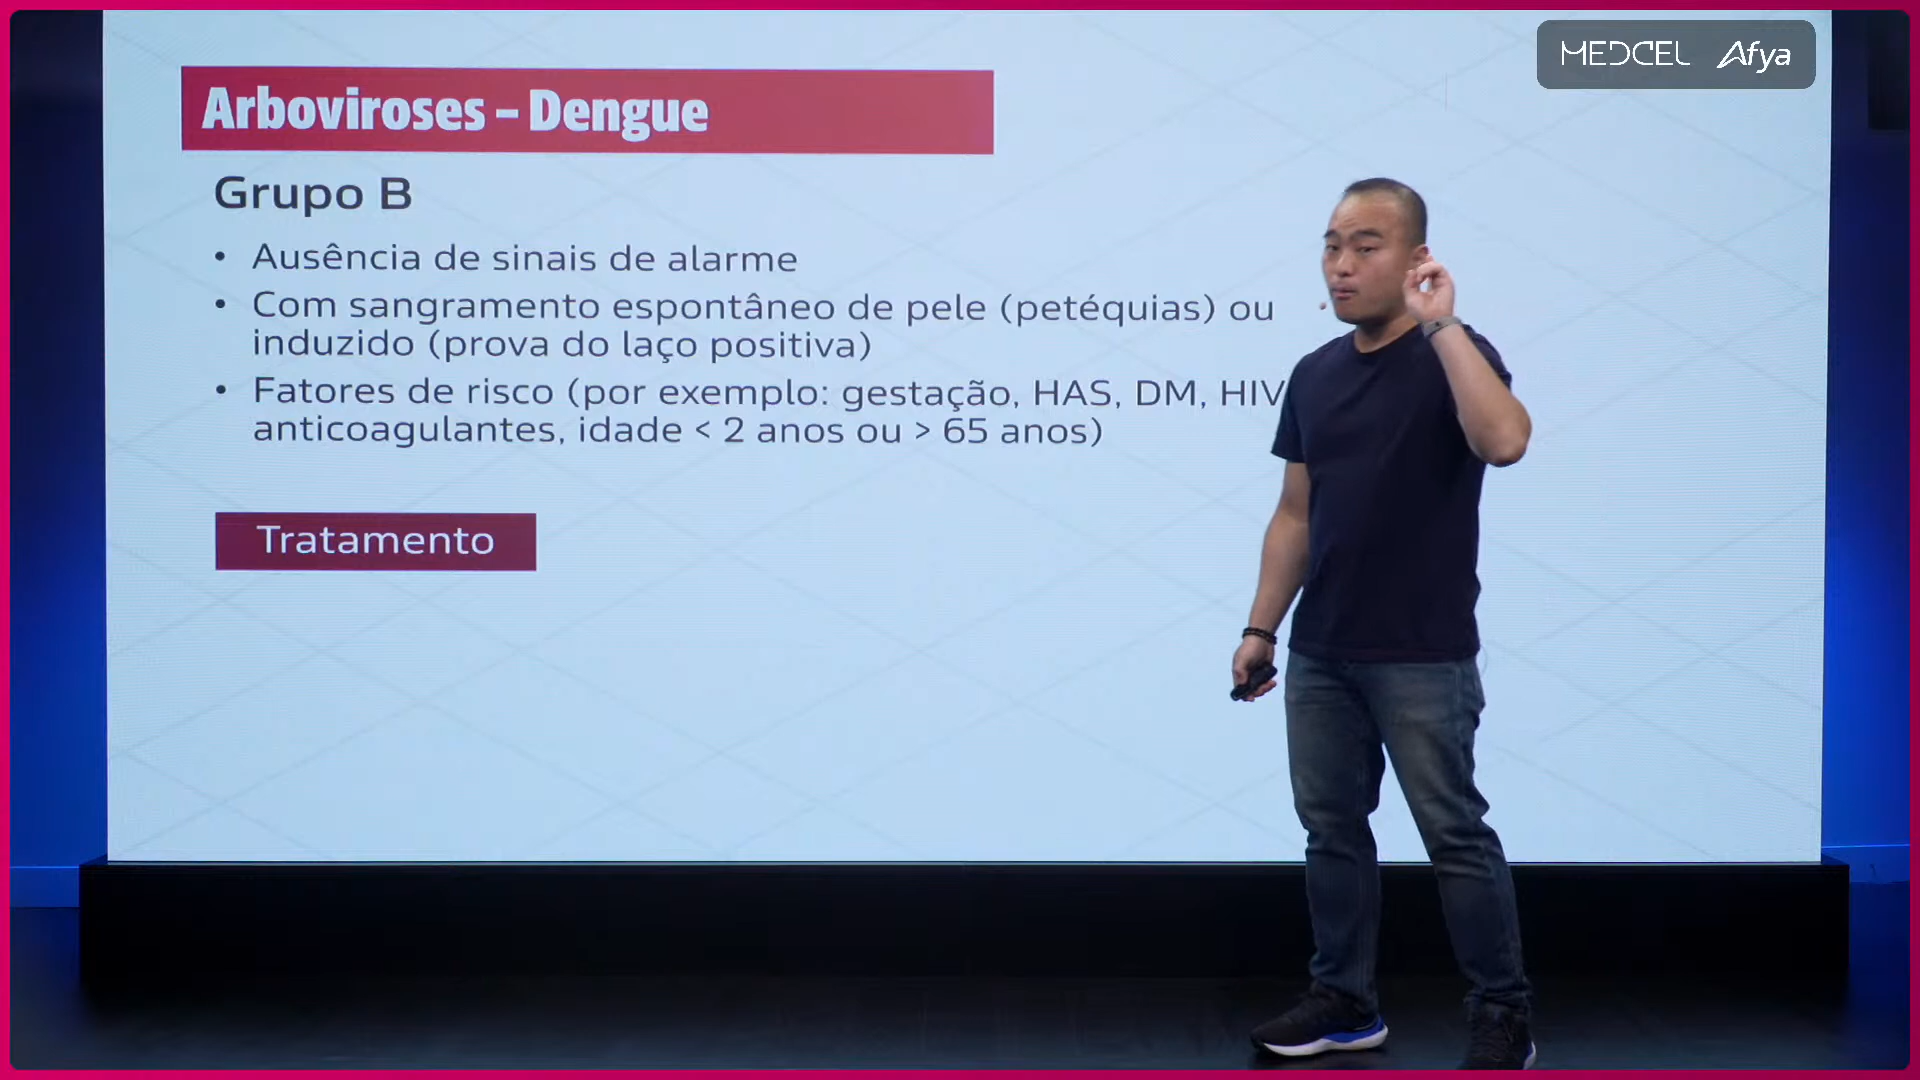 MEDCEL Afya
Arboviroses – Dengue
Grupo B
• Ausência de sinais de alarme
• Com sangramento espontâneo de pele (petéquias) ou
induzido (prova do laço positiva)
• Fatores de risco (por exemplo: gestação, HAS, DM, HIV
anticoagulantes, idade < 2 anos ou > 65 anos)
Tratamento